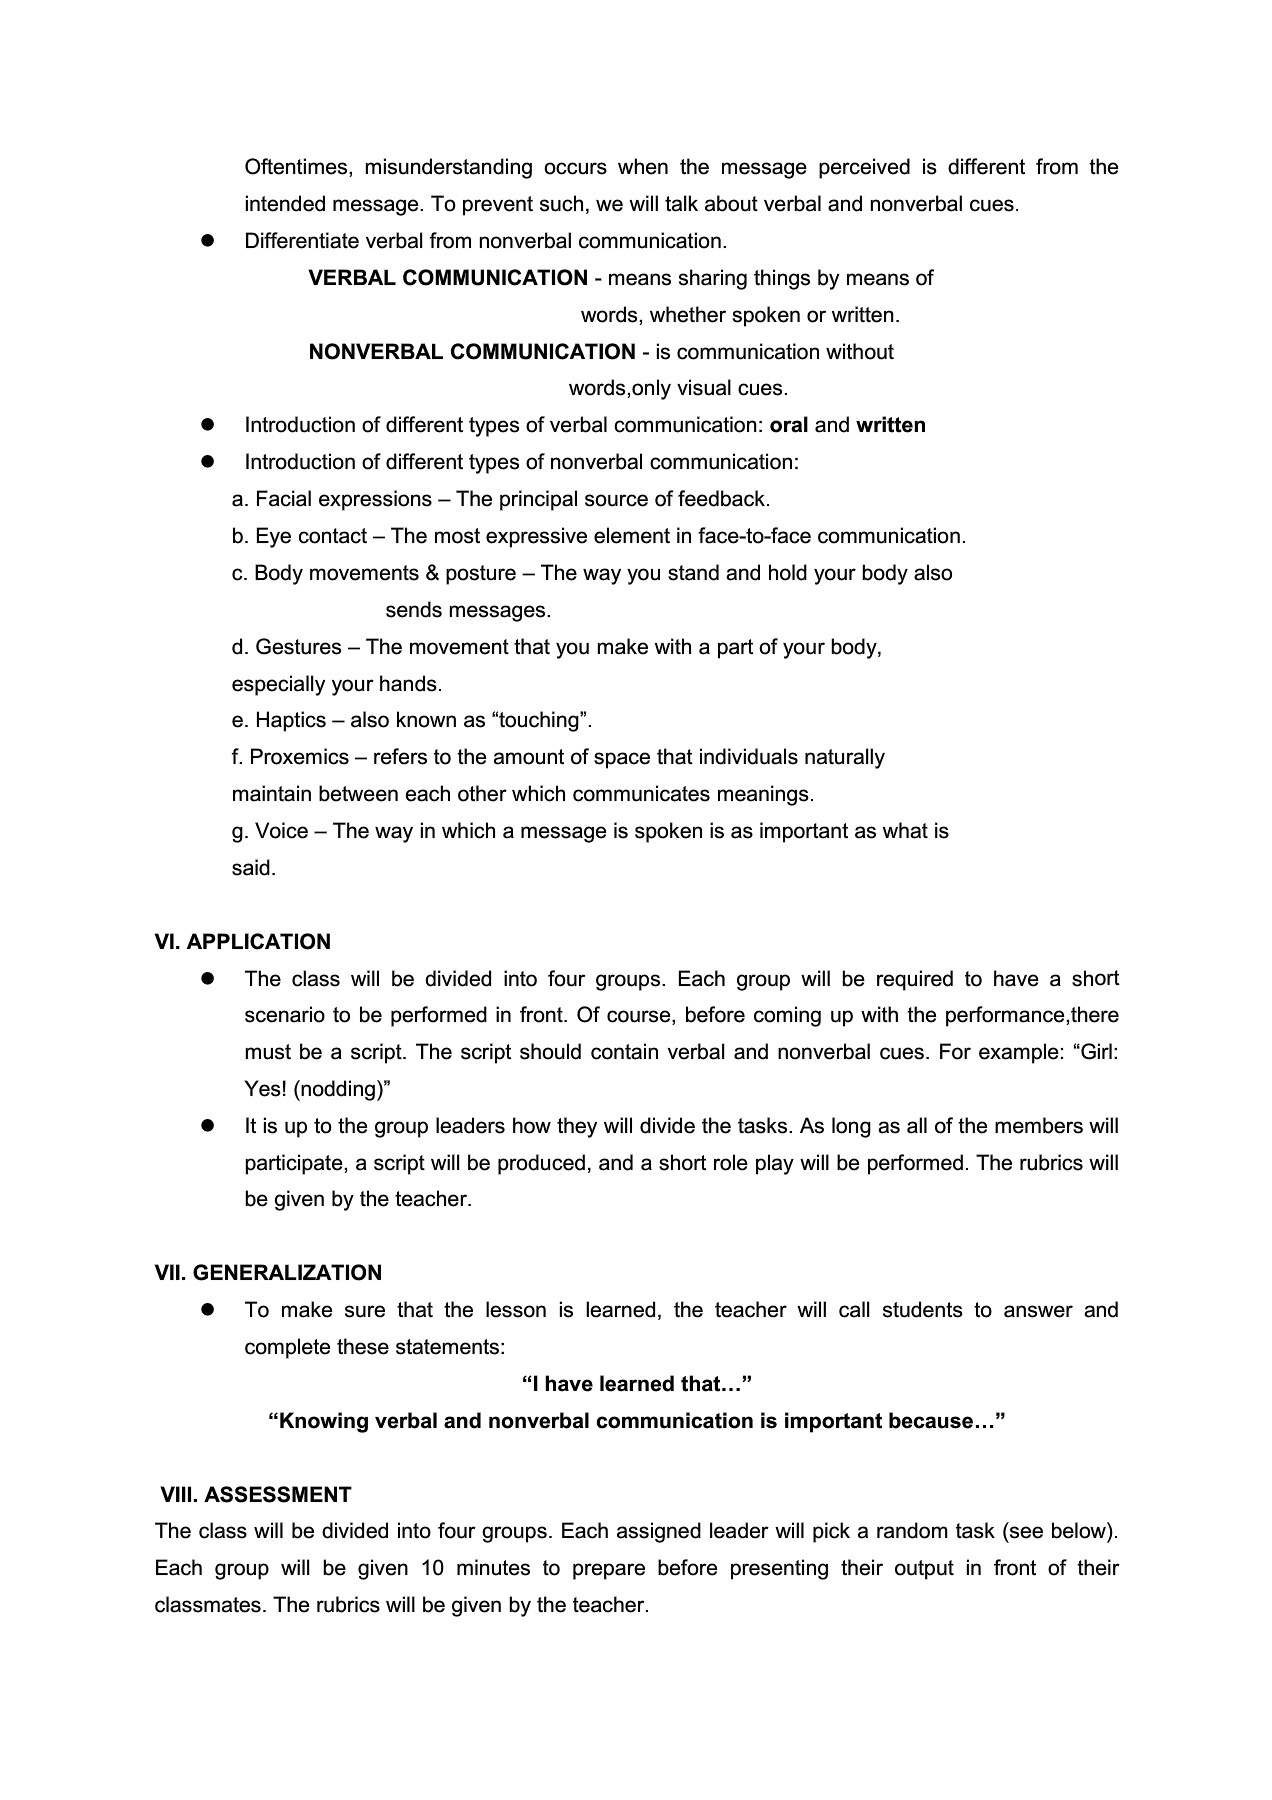 Oftentimes, misunderstanding occurs when the message perceived is different from the
intended message. To prevent such, we will talk about verbal and nonverbal cues.
● Differentiate verbal from nonverbal communication.
VERBAL COMMUNICATION - means sharing things by means of
words, whether spoken or written.
NONVERBAL COMMUNICATION - is communication without
words,only visual cues.
● Introduction of different types of verbal communication: oral and written
● Introduction of different types of nonverbal communication:
a. Facial expressions – The principal source of feedback.
b. Eye contact – The most expressive element in face-to-face communication.
c. Body movements & posture – The way you stand and hold your body also
sends messages.
d. Gestures – The movement that you make with a part of your body,
especially your hands.
e. Haptics – also known as “touching”.
f. Proxemics – refers to the amount of space that individuals naturally
maintain between each other which communicates meanings.
g. Voice – The way in which a message is spoken is as important as what is
said.
VI. APPLICATION
● The class will be divided into four groups. Each group will be required to have a short
scenario to be performed in front. Of course, before coming up with the performance,there
must be a script. The script should contain verbal and nonverbal cues. For example: “Girl:
Yes! (nodding)”
● It is up to the group leaders how they will divide the tasks. As long as all of the members will
participate, a script will be produced, and a short role play will be performed. The rubrics will
be given by the teacher.
VII. GENERALIZATION
● To make sure that the lesson is learned, the teacher will call students to answer and
complete these statements:
“I have learned that…”
“Knowing verbal and nonverbal communication is important because…”
VIII. ASSESSMENT
The class will be divided into four groups. Each assigned leader will pick a random task (see below).
Each group will be given 10 minutes to prepare before presenting their output in front of their
classmates. The rubrics will be given by the teacher.